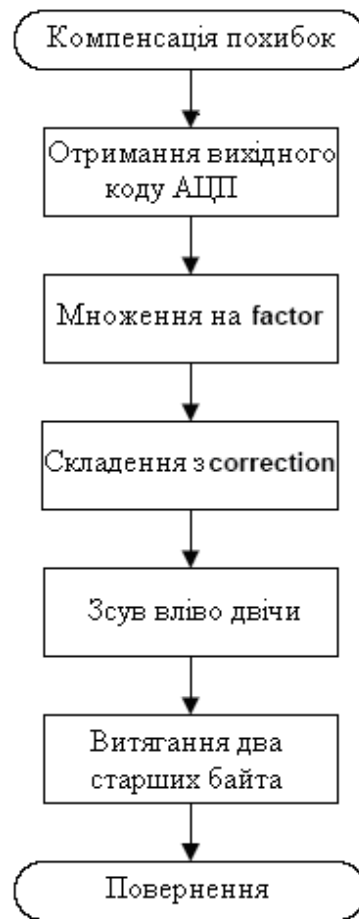 Компенсація похибок
Отримання вихідного
коду АЦП
Множення на factor
Складення з correction
Зсув вліво двічи
Витягання два
старших байта
Повернення